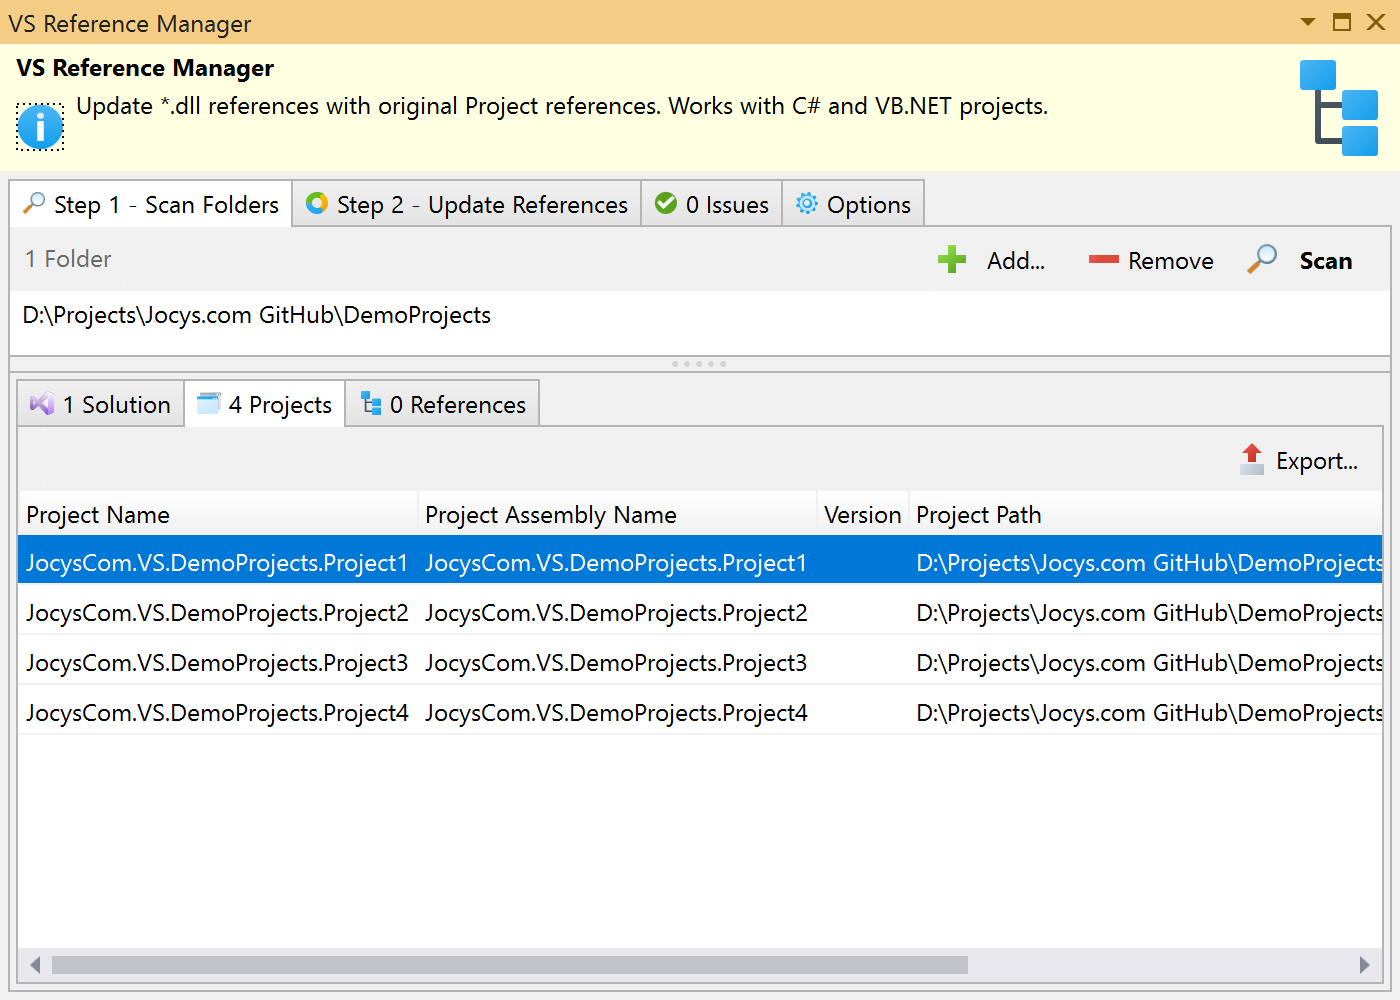 VS Reference Manager
VS Reference Manager
Update *.dll references with original Project references. Works with C# and VB.NET projects.
Step 1 - Scan Folders
Step 2 - Update References
0 Issues
Options
1 Folder
Add...
Remove
Scan
D:\Projects\Jocys.com GitHub\DemoProjects
1 Solution
4 Projects
0 References
Export...
Project Name Project Assembly Name Version Project Path
JocysCom.VS.DemoProjects.Project1 JocysCom.VS.DemoProjects.Project1 D:\Projects\Jocys.com GitHub\DemoProjects
JocysCom.VS.DemoProjects.Project2 JocysCom.VS.DemoProjects.Project2 D:\Projects\Jocys.com GitHub\DemoProjects
JocysCom.VS.DemoProjects.Project3 JocysCom.VS.DemoProjects.Project3 D:\Projects\Jocys.com GitHub\DemoProjects
JocysCom.VS.DemoProjects.Project4 JocysCom.VS.DemoProjects.Project4 D:\Projects\Jocys.com GitHub\DemoProjects